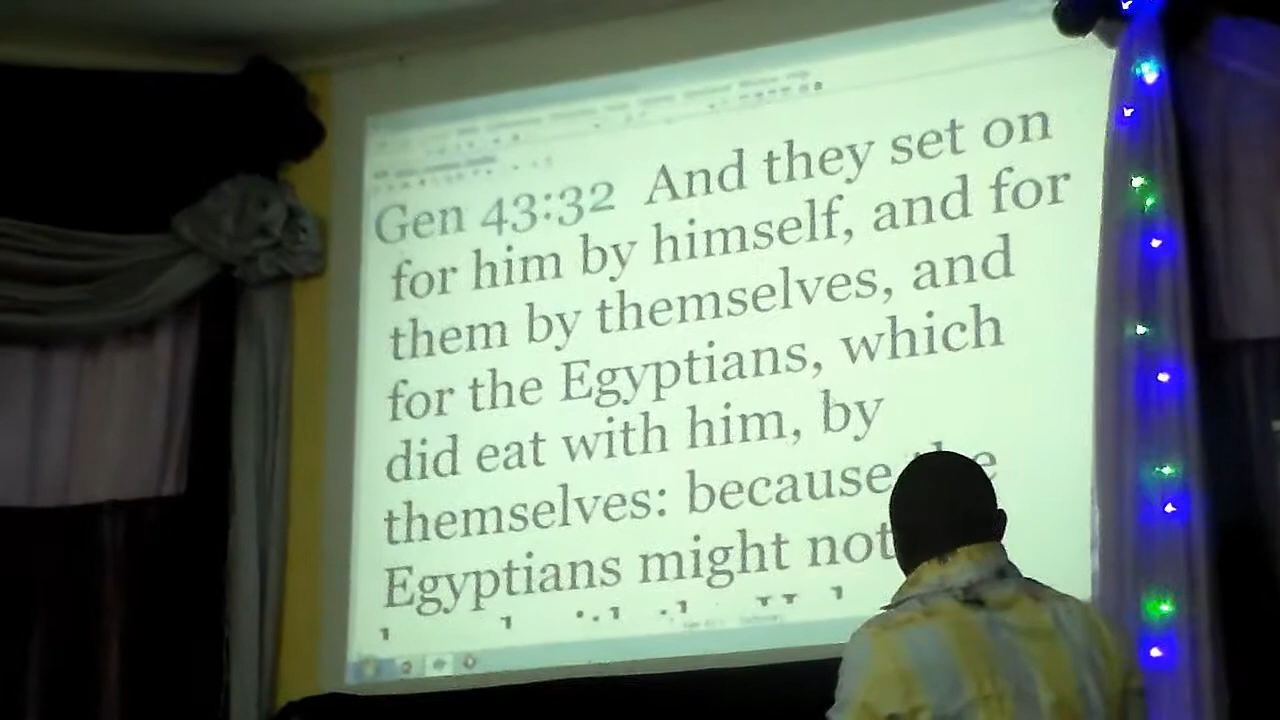 Gen 43:32 And they set on
for him by himself, and for
them by themselves, and
for the Egyptians, which
did eat with him, by
themselves: because the
Egyptians might not